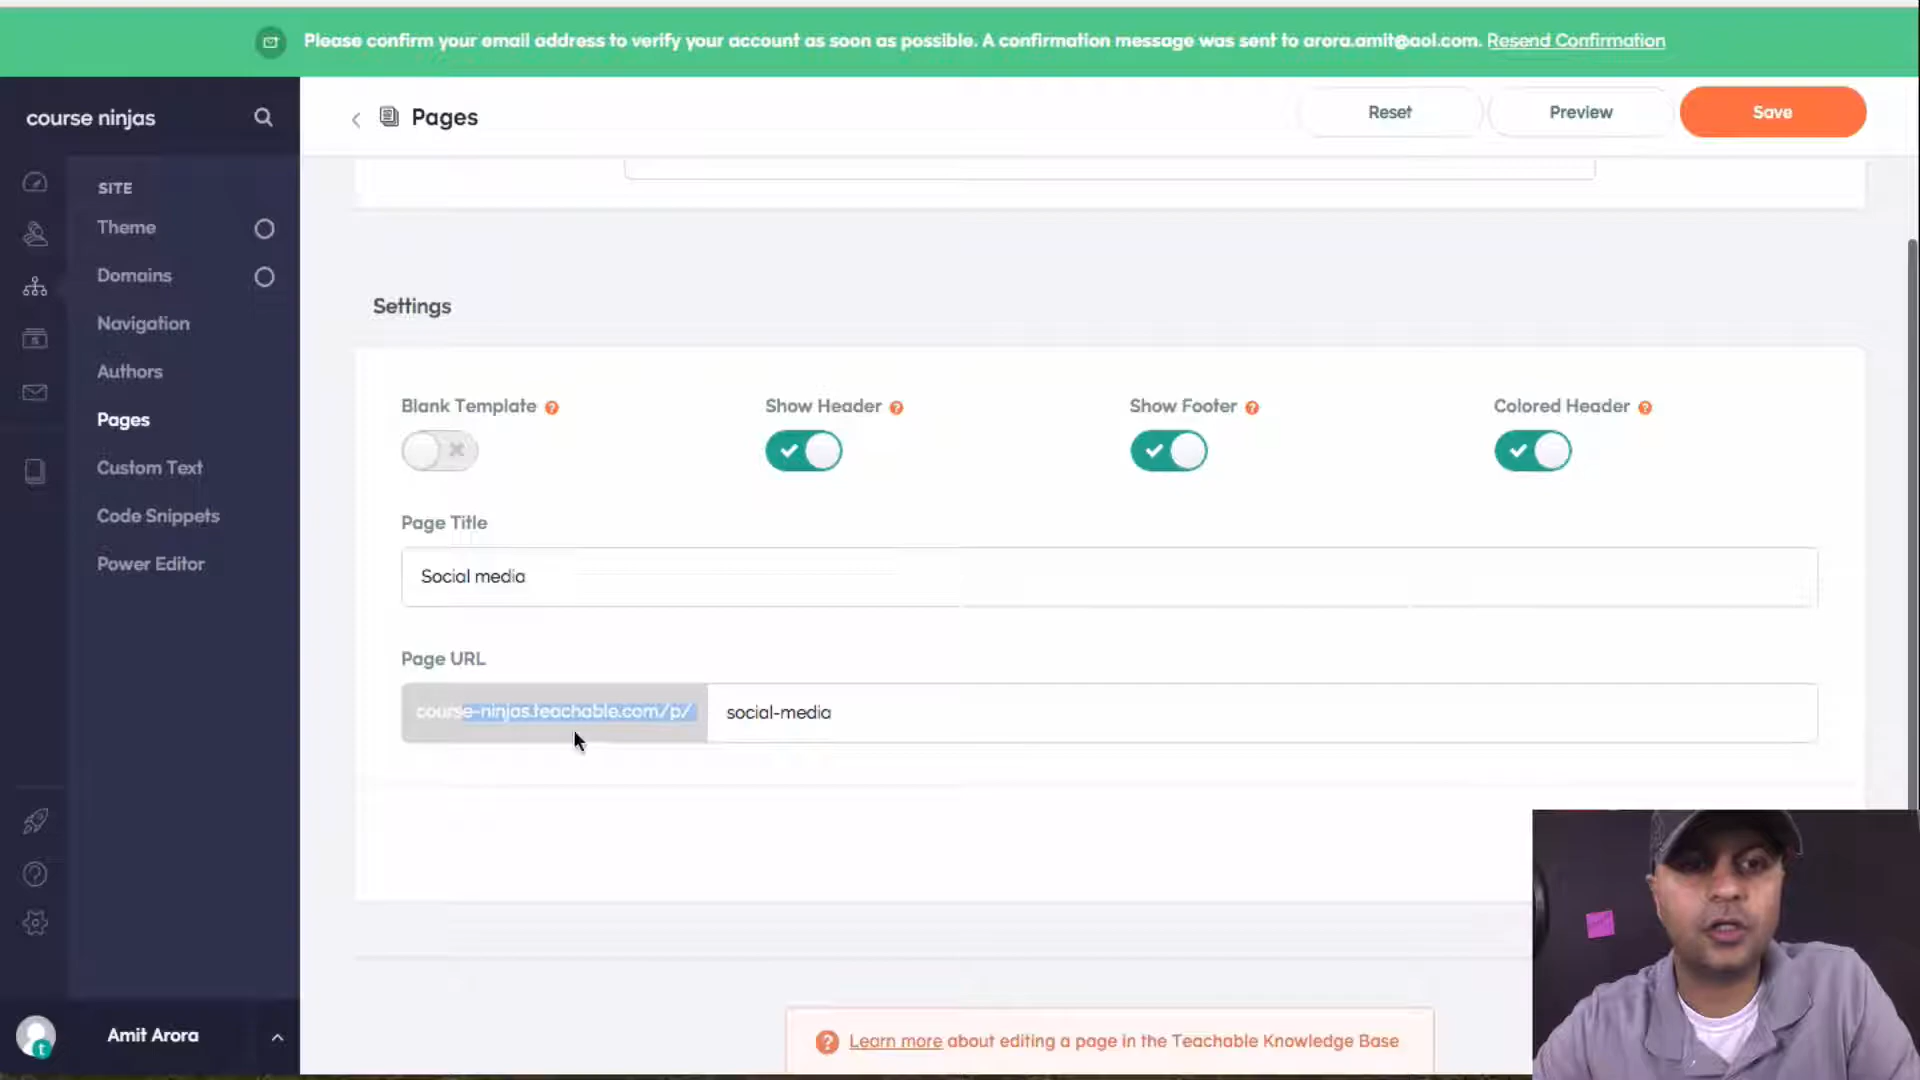 Please confirm your email address to verify your account as soon as possible. A confirmation message was sent to arora.amit@aol.com. Resend Confirmation
course ninjas
Pages
Reset
Preview
Save
SITE
Theme
Domains
Navigation
Authors
Pages
Custom Text
Code Snippets
Power Editor
Settings
Blank Template
Show Header
Show Footer
Colored Header
Page Title
Social media
Page URL
course-ninjas.teachable.com/p/ social-media
Amit Arora
Learn more about editing a page in the Teachable Knowledge Base